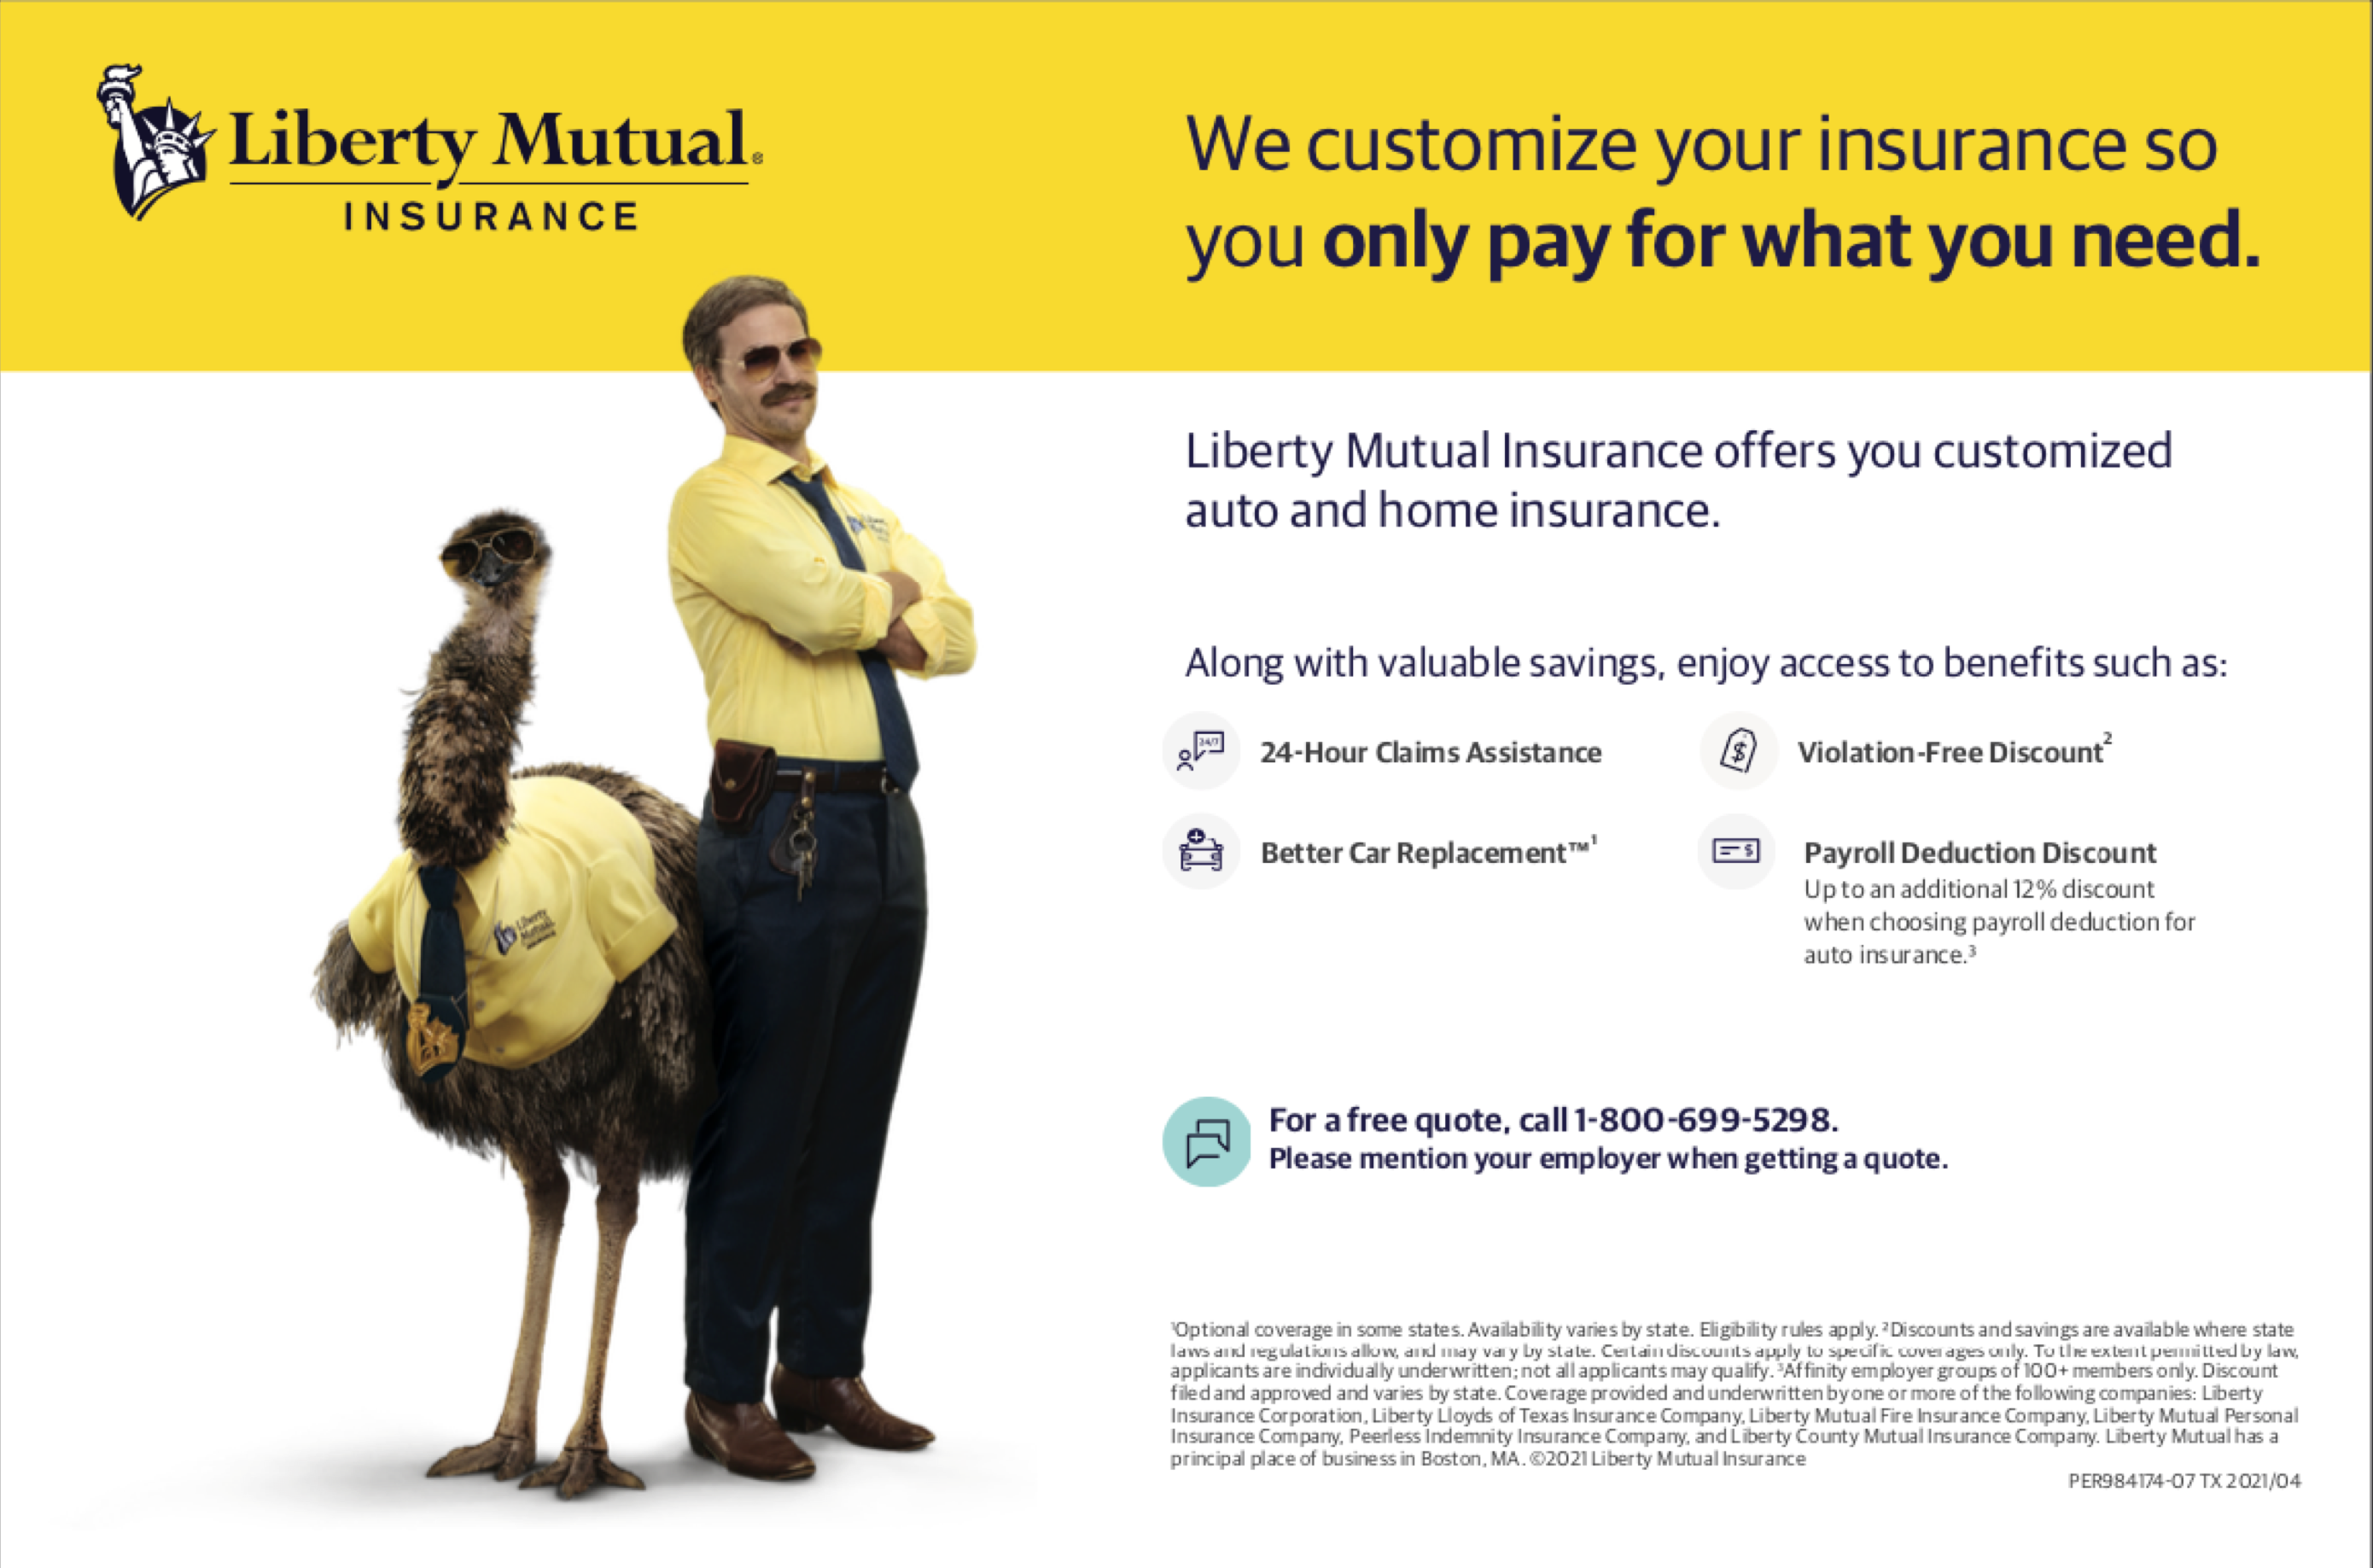 Liberty Mutual®
INSURANCE
We customize your insurance so
you only pay for what you need.
Liberty Mutual Insurance offers you customized
auto and home insurance.
Along with valuable savings, enjoy access to benefits such as:
24/7
24-Hour Claims Assistance
Violation-Free Discount²
Better Car Replacement™¹
Payroll Deduction Discount
Up to an additional 12% discount
when choosing payroll deduction for
auto insurance.³
Liberty
Mutual
INSURANCE
For a free quote, call 1-800-699-5298.
Please mention your employer when getting a quote.
¹Optional coverage in some states. Availability varies by state. Eligibility rules apply. ²Discounts and savings are available where state
laws and regulations allow, and may vary by state. Certain discounts apply to specific coverages only. To the extent permitted by law,
applicants are individually underwritten; not all applicants may qualify. ³Affinity employer groups of 100+ members only. Discount
filed and approved and varies by state. Coverage provided and underwritten by one or more of the following companies: Liberty
Insurance Corporation, Liberty Lloyds of Texas Insurance Company, Liberty Mutual Fire Insurance Company, Liberty Mutual Personal
Insurance Company, Peerless Indemnity Insurance Company, and Liberty County Mutual Insurance Company. Liberty Mutual has a
principal place of business in Boston, MA. ©2021 Liberty Mutual Insurance
PER984174-07 TX 2021/04